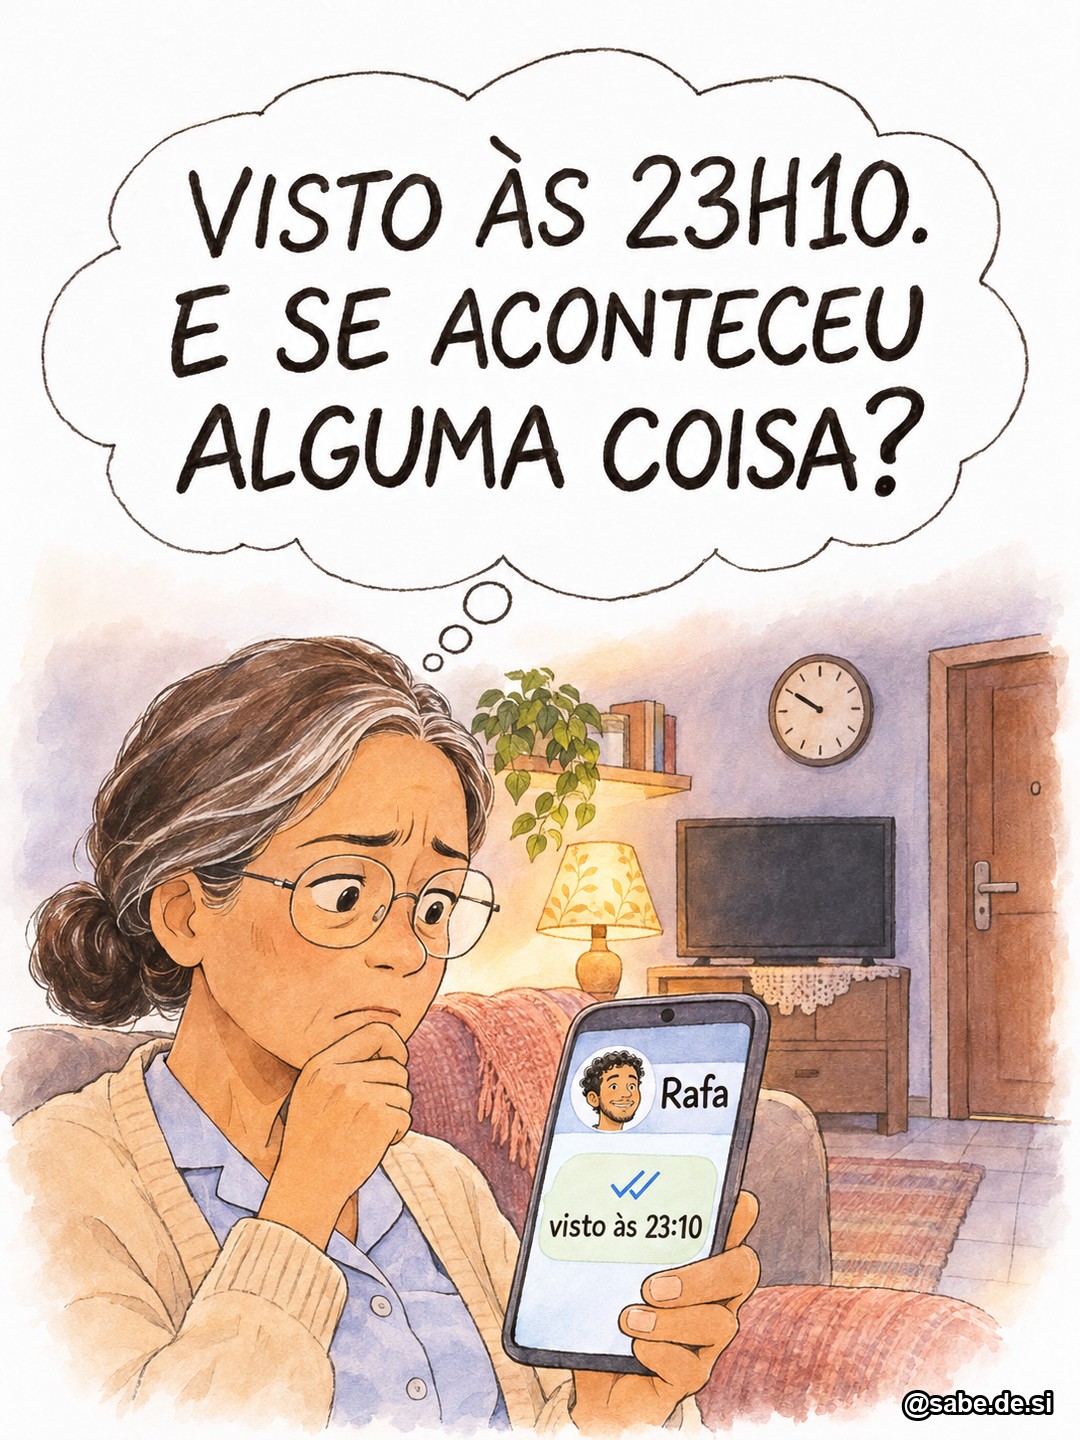 VISTO ÀS 23H10.
E SE ACONTECEU
ALGUMA COISA?
Rafa
visto às 23:10
@sabe.de.si